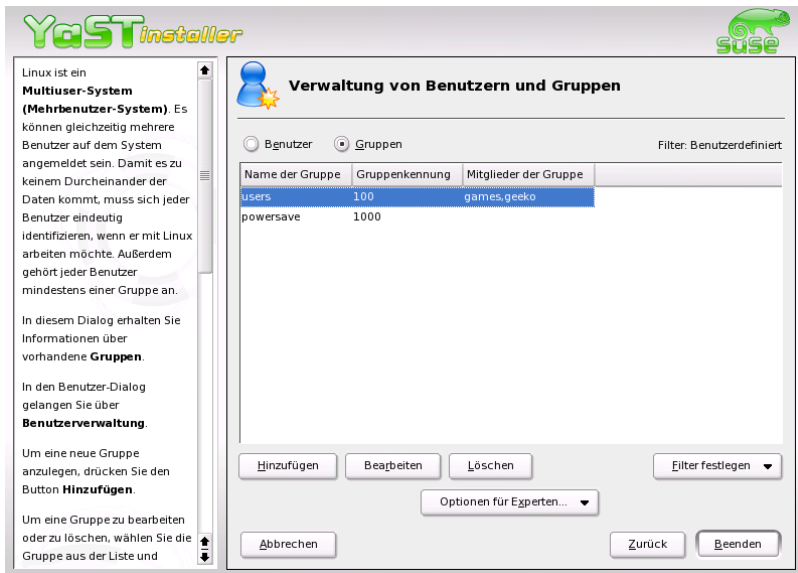 YaST installer
SUSE
Linux ist ein
Multiuser-System
(Mehrbenutzer-System). Es
können gleichzeitig mehrere
Benutzer auf dem System
angemeldet sein. Damit es zu
keinem Durcheinander der
Daten kommt, muss sich jeder
Benutzer eindeutig
identifizieren, wenn er mit Linux
arbeiten möchte. Außerdem
gehört jeder Benutzer
mindestens einer Gruppe an.
In diesem Dialog erhalten Sie
Informationen über
vorhandene Gruppen.
In den Benutzer-Dialog
gelangen Sie über
Benutzerverwaltung.
Um eine neue Gruppe
anzulegen, drücken Sie den
Button Hinzufügen.
Um eine Gruppe zu bearbeiten
oder zu löschen, wählen Sie die
Gruppe aus der Liste und
Verwaltung von Benutzern und Gruppen
Benutzer Gruppen Filter: Benutzerdefiniert
Name der Gruppe Gruppenkennung Mitglieder der Gruppe
users 100 games,geeko
powersave 1000
Hinzufügen Bearbeiten Löschen Filter festlegen
Optionen für Experten...
Abbrechen Zurück Beenden